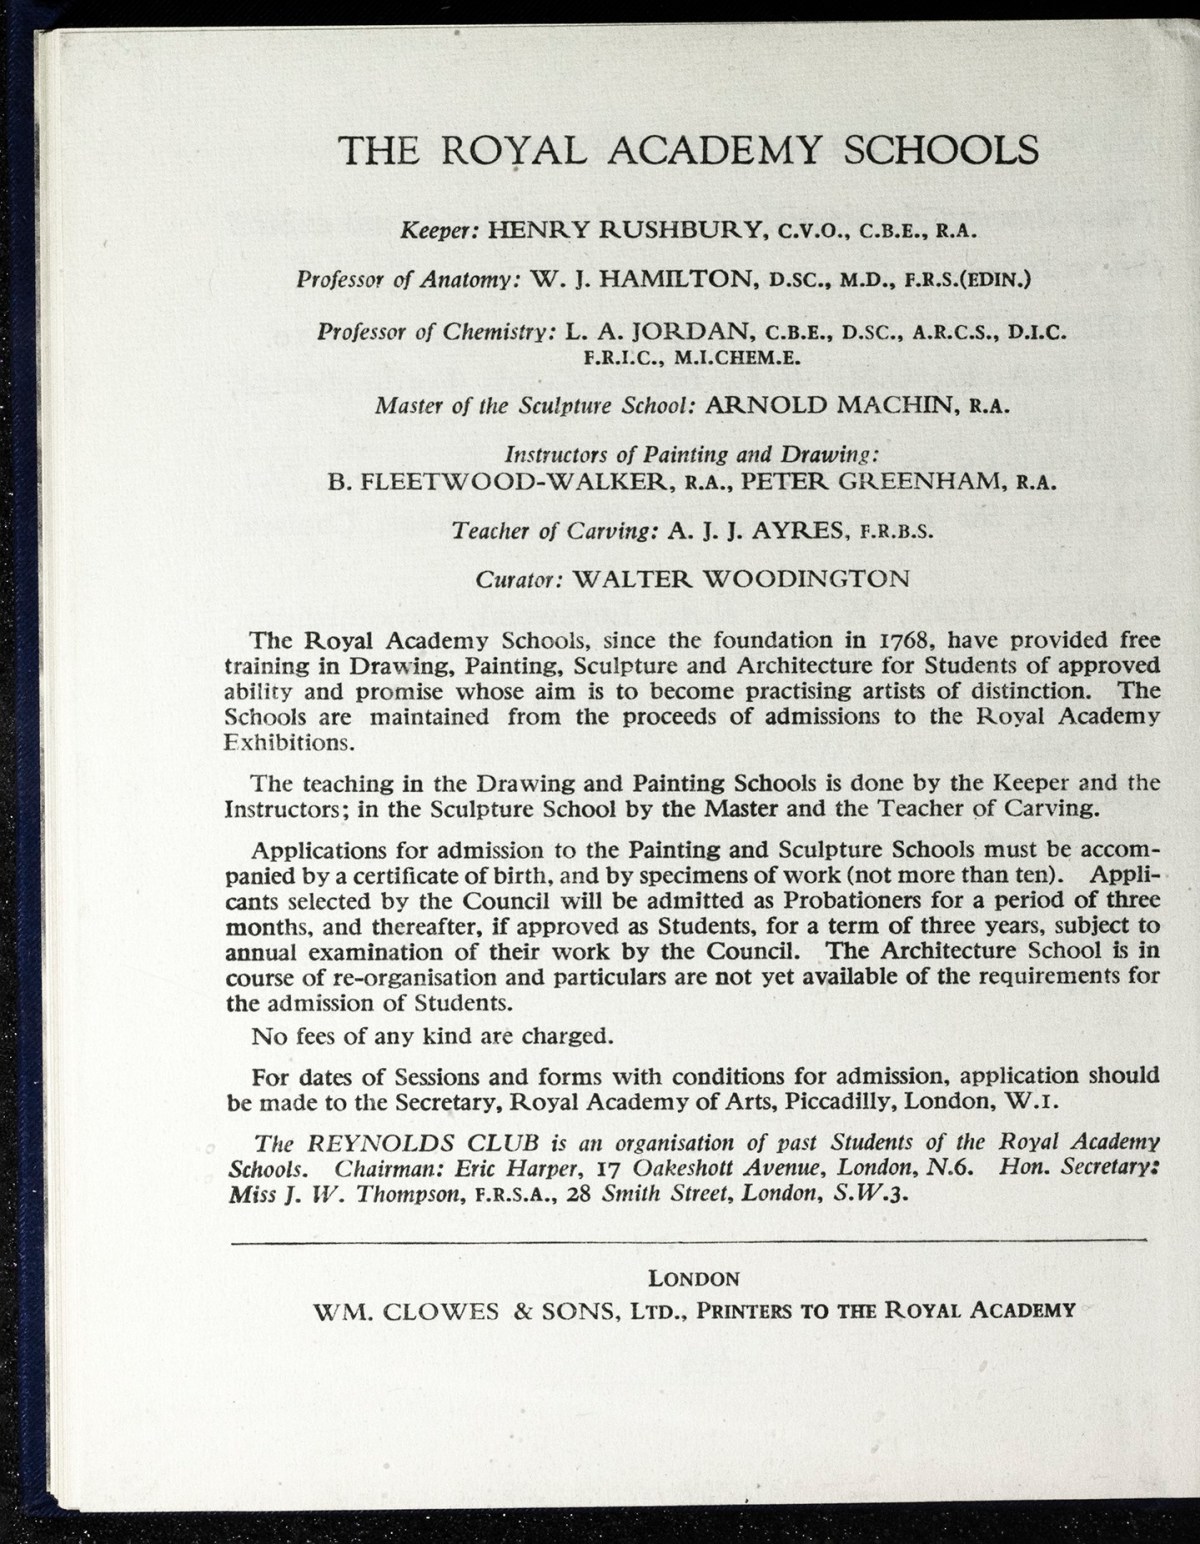 THE ROYAL ACADEMY SCHOOLS
Keeper: HENRY RUSHBURY, C.V.O., C.B.E., R.A.
Professor of Anatomy: W. J. HAMILTON, D.SC., M.D., F.R.S.(EDIN.)
Professor of Chemistry: L. A. JORDAN, C.B.E., D.SC., A.R.C.S., D.I.C.
F.R.I.C., M.I.CHEM.E.
Master of the Sculpture School: ARNOLD MACHIN, R.A.
Instructors of Painting and Drawing:
B. FLEETWOOD-WALKER, R.A., PETER GREENHAM, R.A.
Teacher of Carving: A. J. J. AYRES, F.R.B.S.
Curator: WALTER WOODINGTON
The Royal Academy Schools, since the foundation in 1768, have provided free
training in Drawing, Painting, Sculpture and Architecture for Students of approved
ability and promise whose aim is to become practising artists of distinction. The
Schools are maintained from the proceeds of admissions to the Royal Academy
Exhibitions.
The teaching in the Drawing and Painting Schools is done by the Keeper and the
Instructors; in the Sculpture School by the Master and the Teacher of Carving.
Applications for admission to the Painting and Sculpture Schools must be accom-
panied by a certificate of birth, and by specimens of work (not more than ten). Appli-
cants selected by the Council will be admitted as Probationers for a period of three
months, and thereafter, if approved as Students, for a term of three years, subject to
annual examination of their work by the Council. The Architecture School is in
course of re-organisation and particulars are not yet available of the requirements for
the admission of Students.
No fees of any kind are charged.
For dates of Sessions and forms with conditions for admission, application should
be made to the Secretary, Royal Academy of Arts, Piccadilly, London, W.1.
The REYNOLDS CLUB is an organisation of past Students of the Royal Academy
Schools. Chairman: Eric Harper, 17 Oakeshott Avenue, London, N.6. Hon. Secretary:
Miss J. W. Thompson, F.R.S.A., 28 Smith Street, London, S.W.3.
LONDON
WM. CLOWES & SONS, LTD., PRINTERS TO THE ROYAL ACADEMY